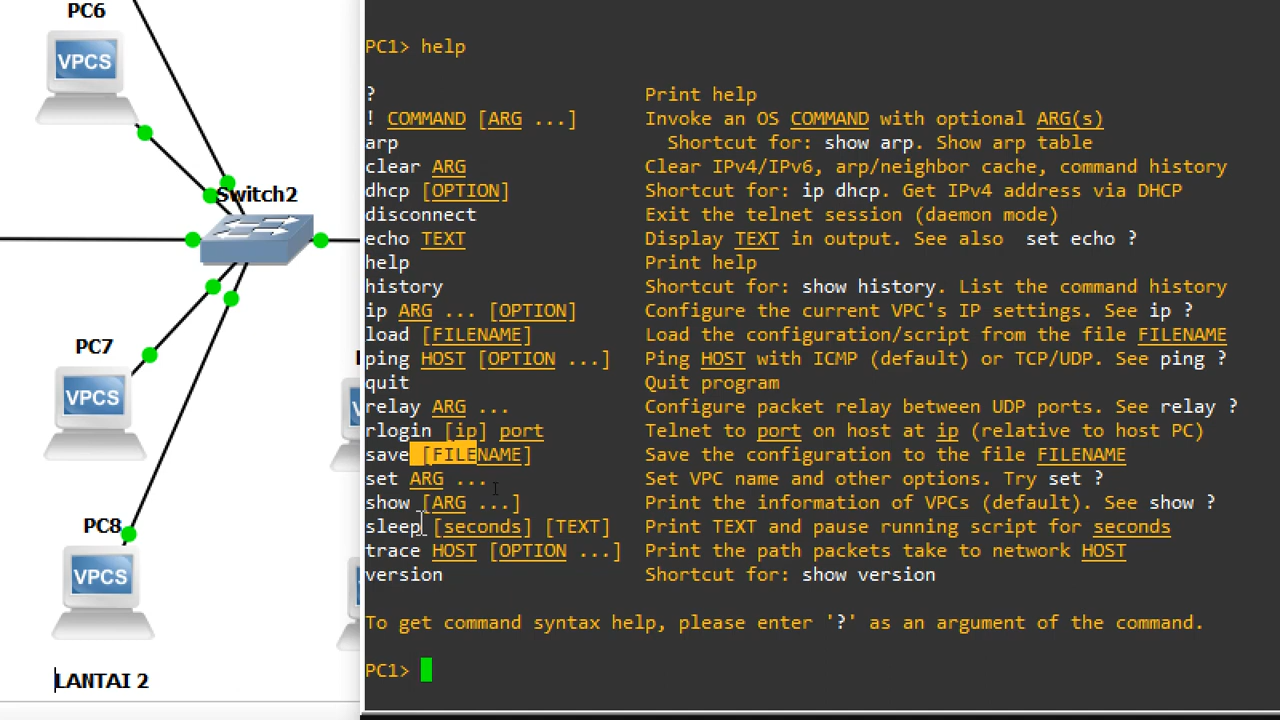 PC6
VPCS
Switch2
PC7
VPCS
PC8
VPCS
LANTAI 2
PC1> help
? Print help
! COMMAND [ARG ...] Invoke an OS COMMAND with optional ARG(s)
arp Shortcut for: show arp. Show arp table
clear ARG Clear IPv4/IPv6, arp/neighbor cache, command history
dhcp [OPTION] Shortcut for: ip dhcp. Get IPv4 address via DHCP
disconnect Exit the telnet session (daemon mode)
echo TEXT Display TEXT in output. See also set echo ?
help Print help
history Shortcut for: show history. List the command history
ip ARG ... [OPTION] Configure the current VPC's IP settings. See ip ?
load [FILENAME] Load the configuration/script from the file FILENAME
ping HOST [OPTION ...] Ping HOST with ICMP (default) or TCP/UDP. See ping ?
quit Quit program
relay ARG ... Configure packet relay between UDP ports. See relay ?
rlogin [ip] port Telnet to port on host at ip (relative to host PC)
save [FILENAME] Save the configuration to the file FILENAME
set ARG ... Set VPC name and other options. Try set ?
show [ARG ...] Print the information of VPCs (default). See show ?
sleep [seconds] [TEXT] Print TEXT and pause running script for seconds
trace HOST [OPTION ...] Print the path packets take to network HOST
version Shortcut for: show version
To get command syntax help, please enter '?' as an argument of the command.
PC1>